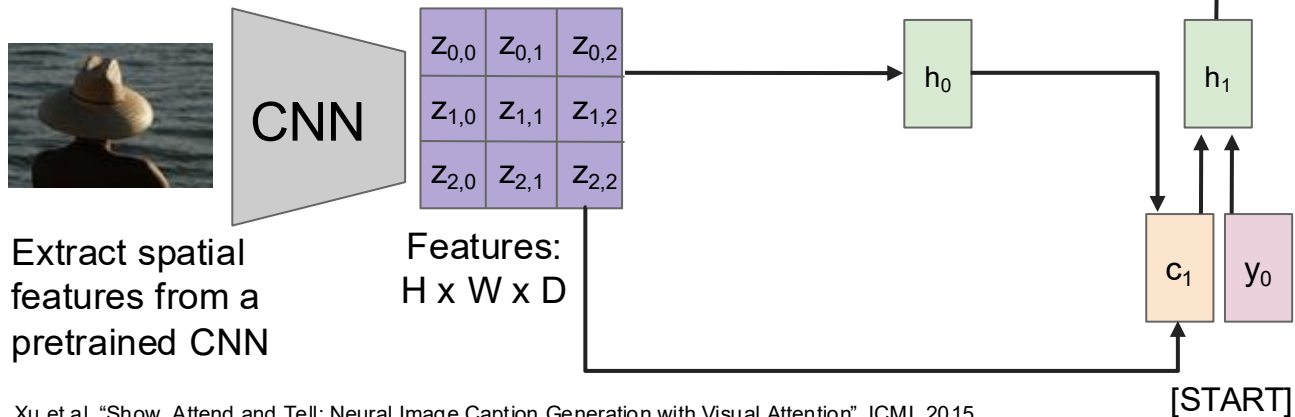 z0,0 z0,1 z0,2
z1,0 z1,1 z1,2
z2,0 z2,1 z2,2
CNN
h0
h1
c1
y0
[START]
Extract spatial
features from a
pretrained CNN
Features:
H x W x D
Xu et al, “Show, Attend and Tell: Neural Image Caption Generation with Visual Attention”, ICML 2015